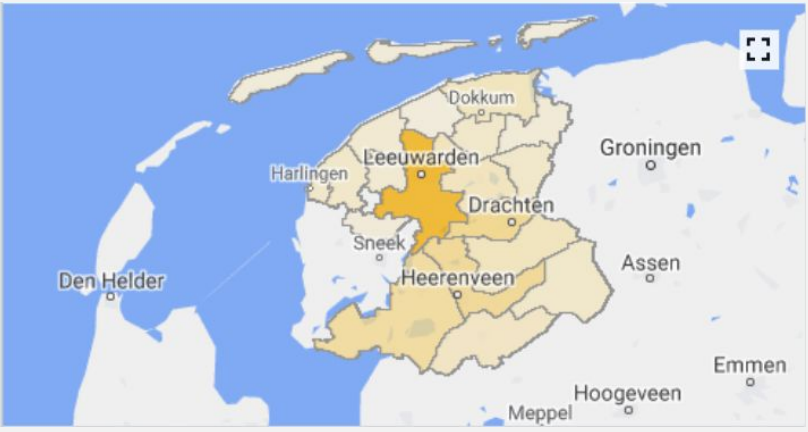 Dokkum
Groningen
Leeuwarden
Harlingen
Drachten
Sneek
Assen
Den Helder
Heerenveen
Emmen
Hoogeveen
Meppel